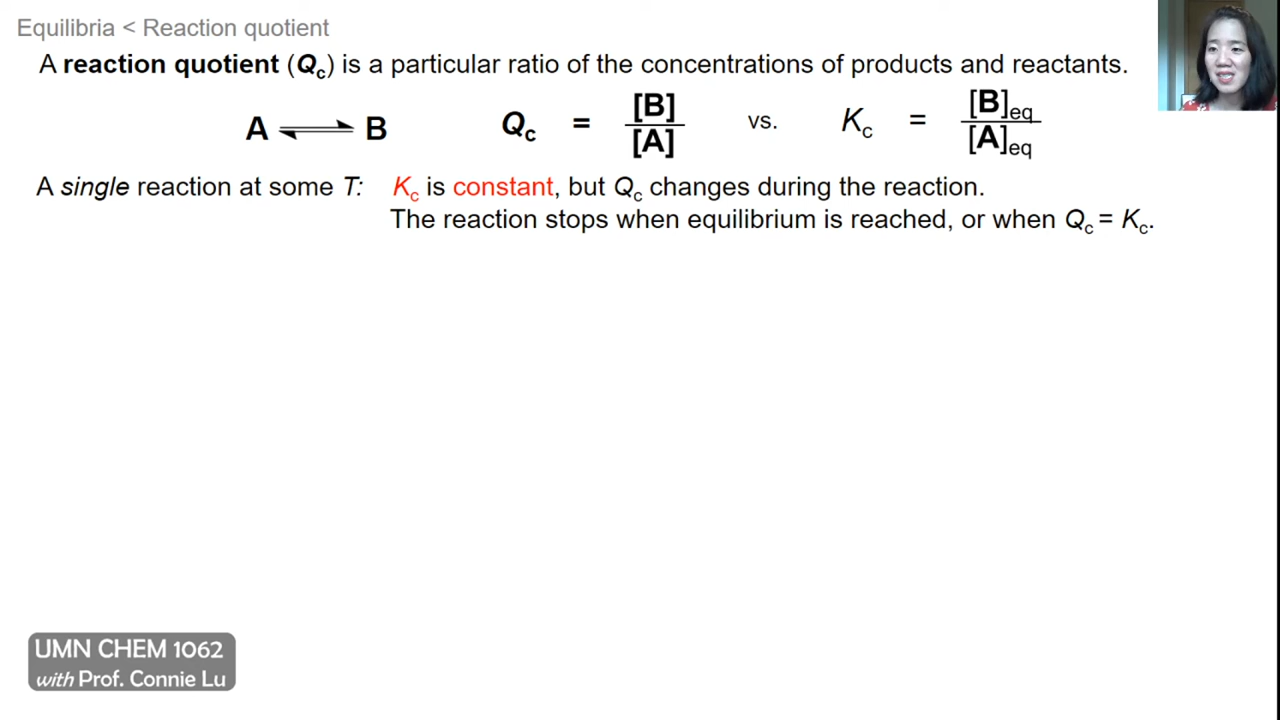 Equilibria < Reaction quotient
A reaction quotient (Qc) is a particular ratio of the concentrations of products and reactants.
A ⇌ B   Qc = [B]/[A]   vs.   Kc = [B]eq/[A]eq
A single reaction at some T: Kc is constant, but Qc changes during the reaction.
The reaction stops when equilibrium is reached, or when Qc = Kc.
UMN CHEM 1062
with Prof. Connie Lu